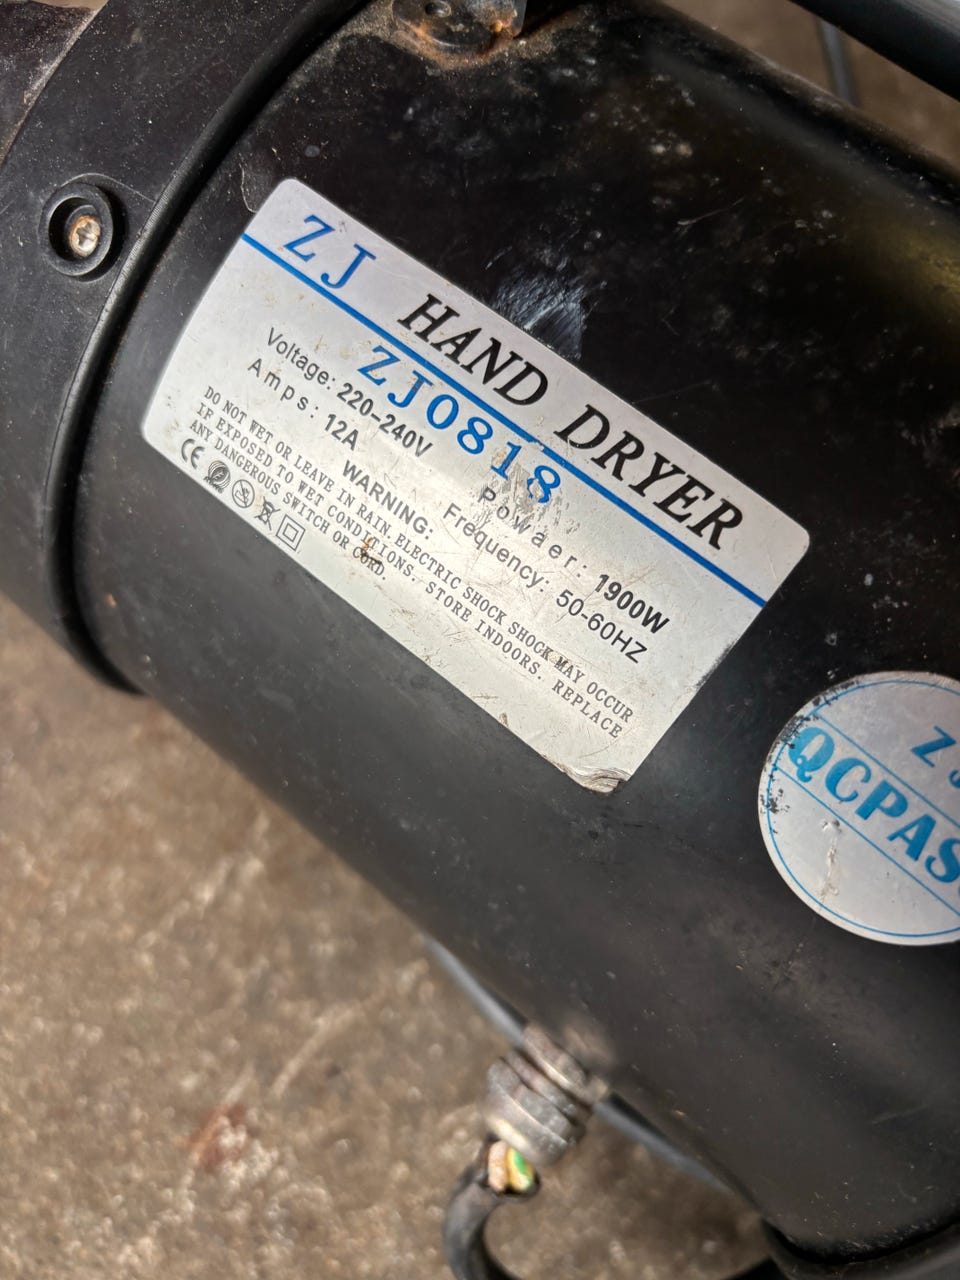 ZJ HAND DRYER
ZJ0818
Voltage: 220-240V Powaer: 1900W
Amps: 12A Frequency: 50-60HZ
WARNING:
DO NOT WET OR LEAVE IN RAIN. ELECTRIC SHOCK SHOCK MAY OCCUR
IF EXPOSED TO WET CONDITIONS. STORE INDOORS. REPLACE
ANY DANGEROUS SWITCH OR CORD.
CE
ZJ
QCPAS